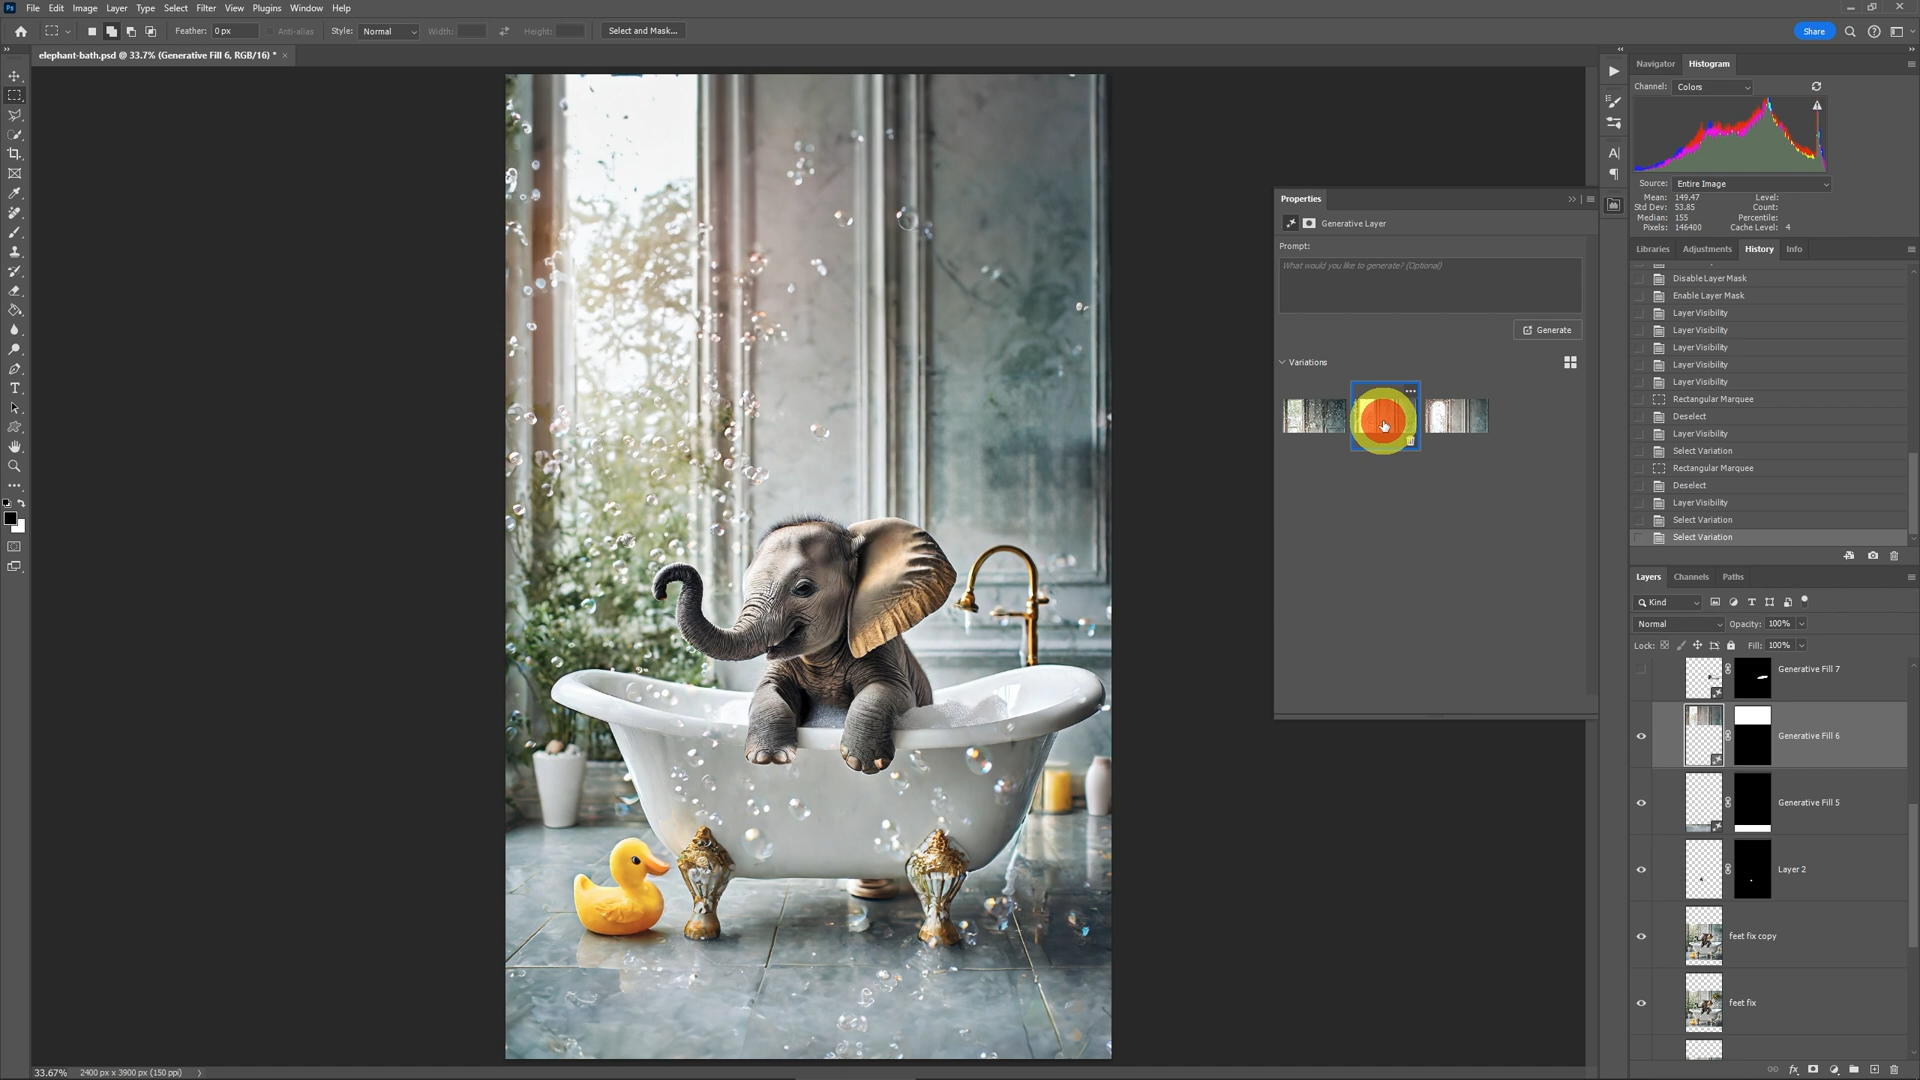 Ps File Edit Image Layer Type Select Filter View Plugins Window Help
Feather: 0 px Anti-alias Style: Normal Width: Height: Select and Mask... Share
elephant-bath.psd @ 33.7% (Generative Fill 6, RGB/16) * ×
Navigator Histogram
Channel: Colors
Source: Entire Image
Mean: 149.47 Level:
Std Dev: 53.85 Count:
Median: 155 Percentile:
Pixels: 146400 Cache Level: 4
Properties
Generative Layer
Prompt:
What would you like to generate? (Optional)
Generate
Variations
Libraries Adjustments History Info
Disable Layer Mask
Enable Layer Mask
Layer Visibility
Layer Visibility
Layer Visibility
Layer Visibility
Layer Visibility
Rectangular Marquee
Deselect
Layer Visibility
Select Variation
Rectangular Marquee
Deselect
Layer Visibility
Select Variation
Select Variation
Layers Channels Paths
Kind
Normal Opacity: 100%
Lock: Fill: 100%
Generative Fill 7
Generative Fill 6
Generative Fill 5
Layer 2
feet fix copy
feet fix
fx
33.67% 2400 px x 3900 px (150 ppi)